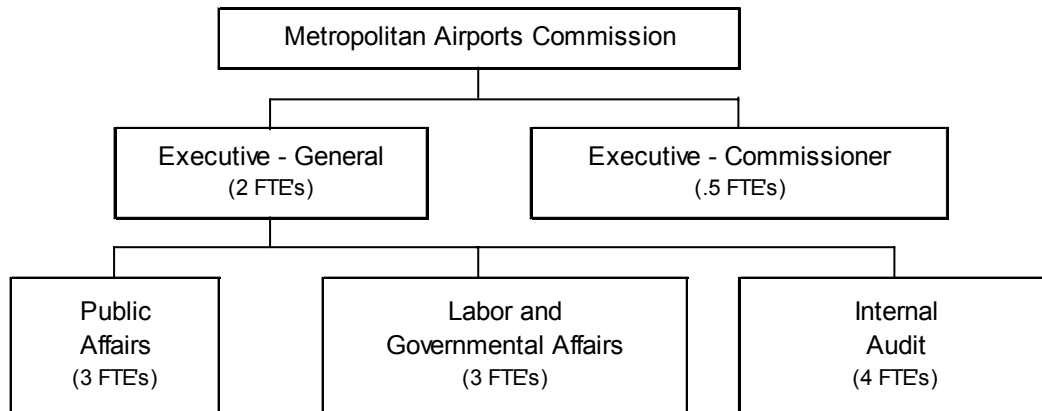 Metropolitan Airports Commission
Executive - General
(2 FTE's)
Executive - Commissioner
(.5 FTE's)
Public
Affairs
(3 FTE's)
Labor and
Governmental Affairs
(3 FTE's)
Internal
Audit
(4 FTE's)